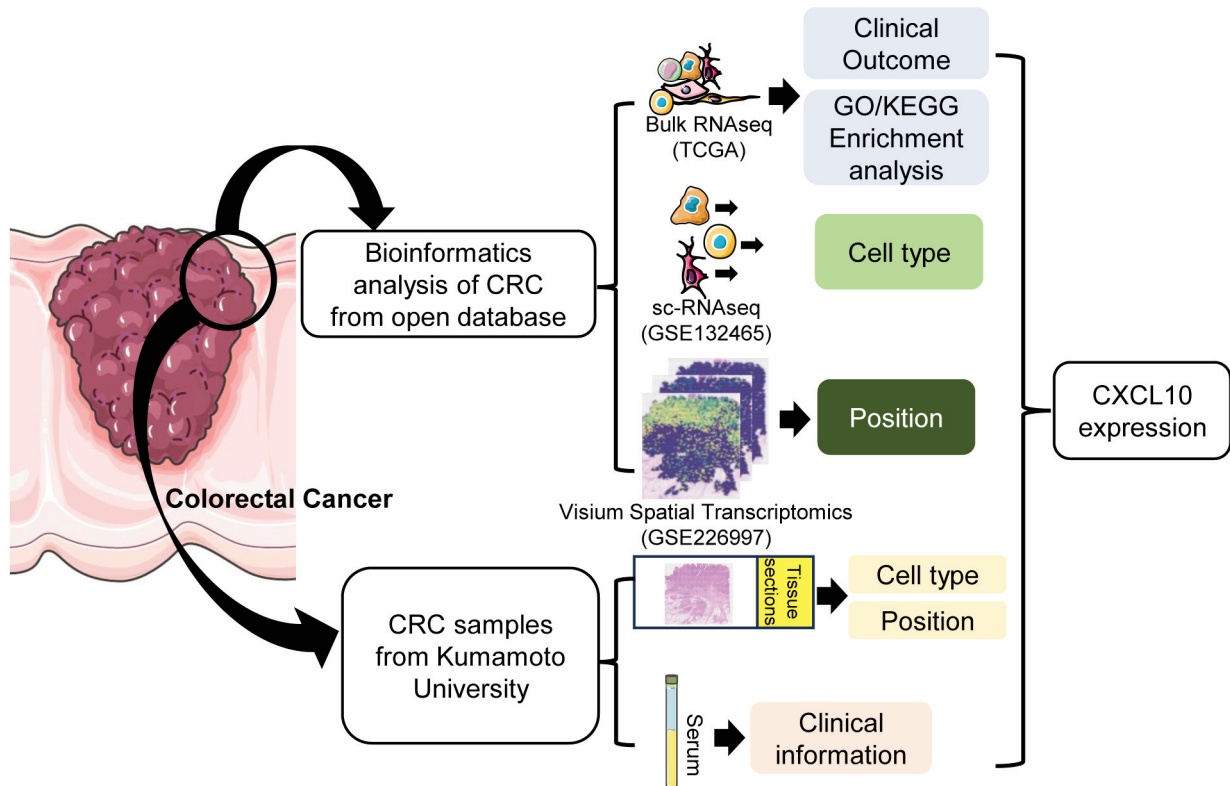 Colorectal Cancer
Bioinformatics
analysis of CRC
from open database
Bulk RNAseq
(TCGA)
Clinical
Outcome
GO/KEGG
Enrichment
analysis
sc-RNAseq
(GSE132465)
Cell type
Visium Spatial Transcriptomics
(GSE226997)
Position
CRC samples
from Kumamoto
University
Tissue
sections
Cell type
Position
Serum
Clinical
information
CXCL10
expression